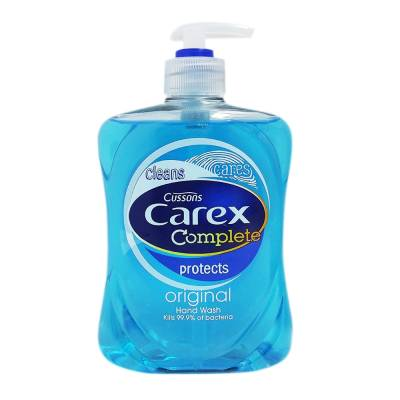 cleans cares
Cussons
Carex
Complete
protects
original
Hand Wash
Kills 99.9% of bacteria